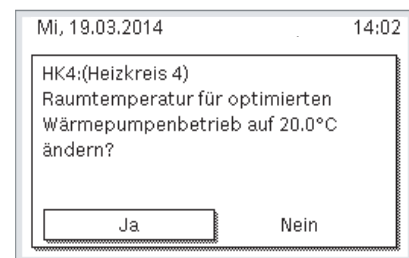 Mi, 19.03.2014 14:02
HK4:(Heizkreis 4)
Raumtemperatur für optimierten
Wärmepumpenbetrieb auf 20.0°C
ändern?
Ja Nein